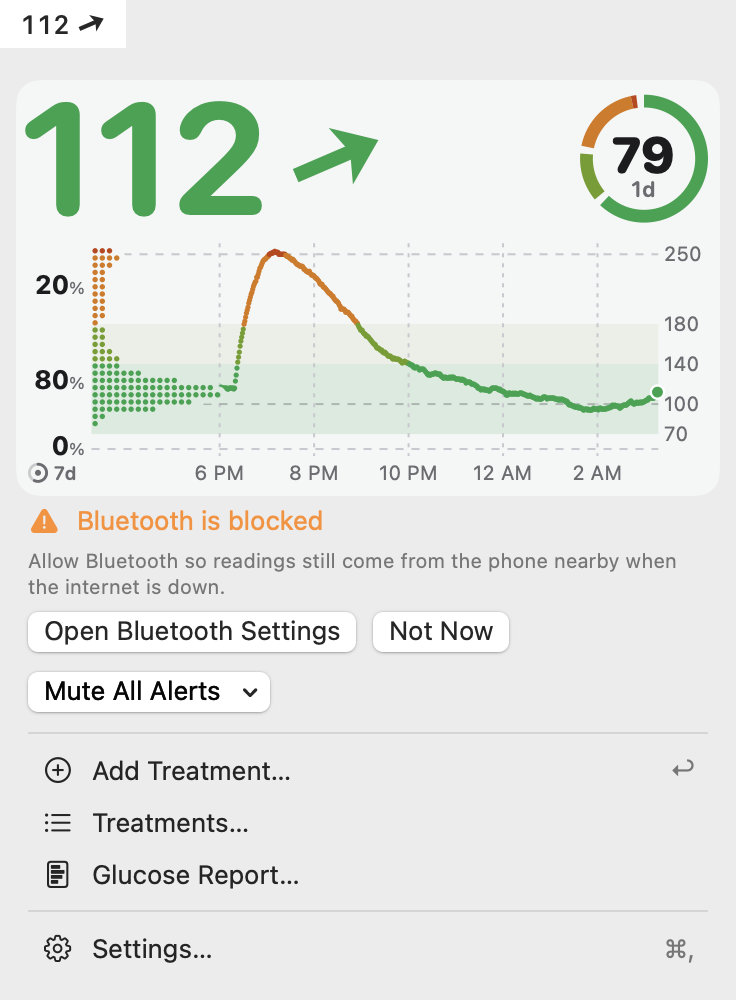 112
112
79
1d
250
20%
180
140
80%
100
70
0%
7d
6 PM 8 PM 10 PM 12 AM 2 AM
Bluetooth is blocked
Allow Bluetooth so readings still come from the phone nearby when
the internet is down.
Open Bluetooth Settings Not Now
Mute All Alerts
Add Treatment...
Treatments...
Glucose Report...
Settings... ⌘,